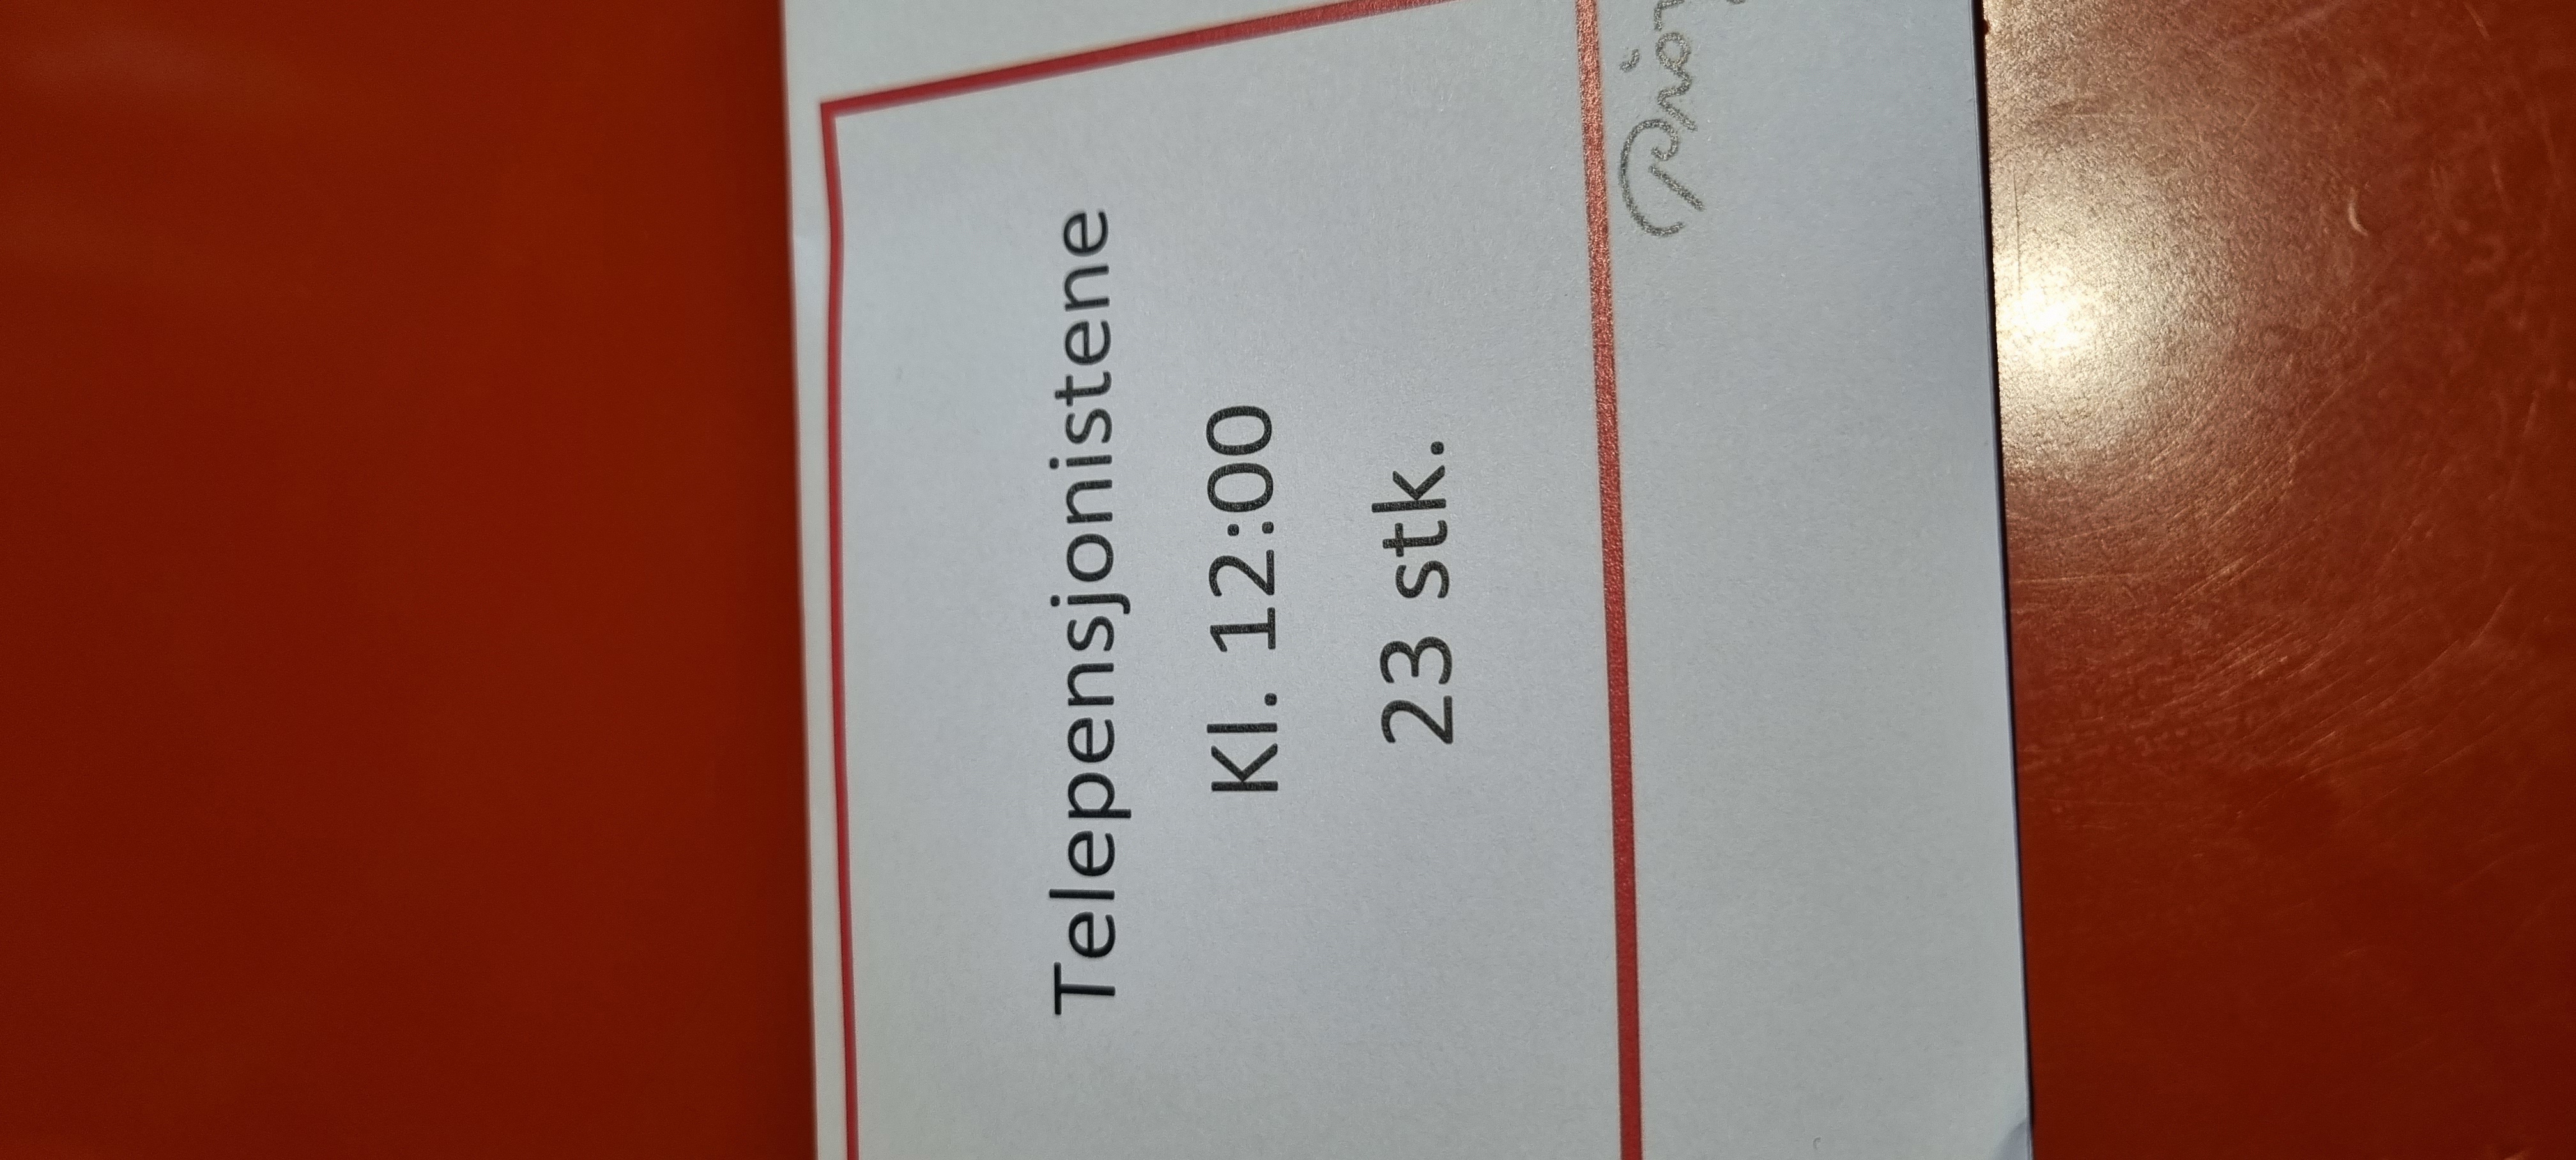 Telepensjonistene
Kl. 12:00
23 stk.